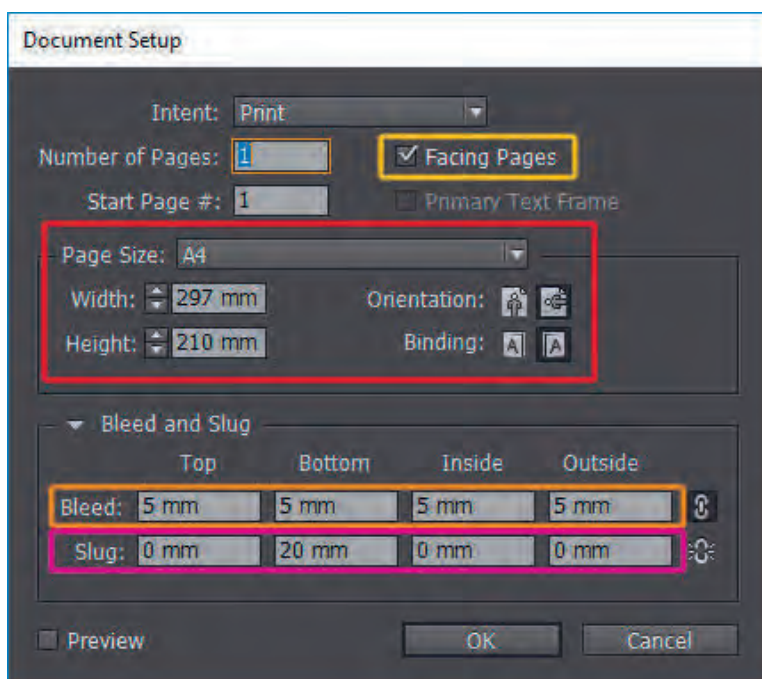 Document Setup
Intent: Print
Number of Pages: 1 Facing Pages
Start Page #: 1 Primary Text Frame
Page Size: A4
Width: 297 mm Orientation:
Height: 210 mm Binding: A A
Bleed and Slug
Top Bottom Inside Outside
Bleed: 5 mm 5 mm 5 mm 5 mm
Slug: 0 mm 20 mm 0 mm 0 mm
Preview OK Cancel